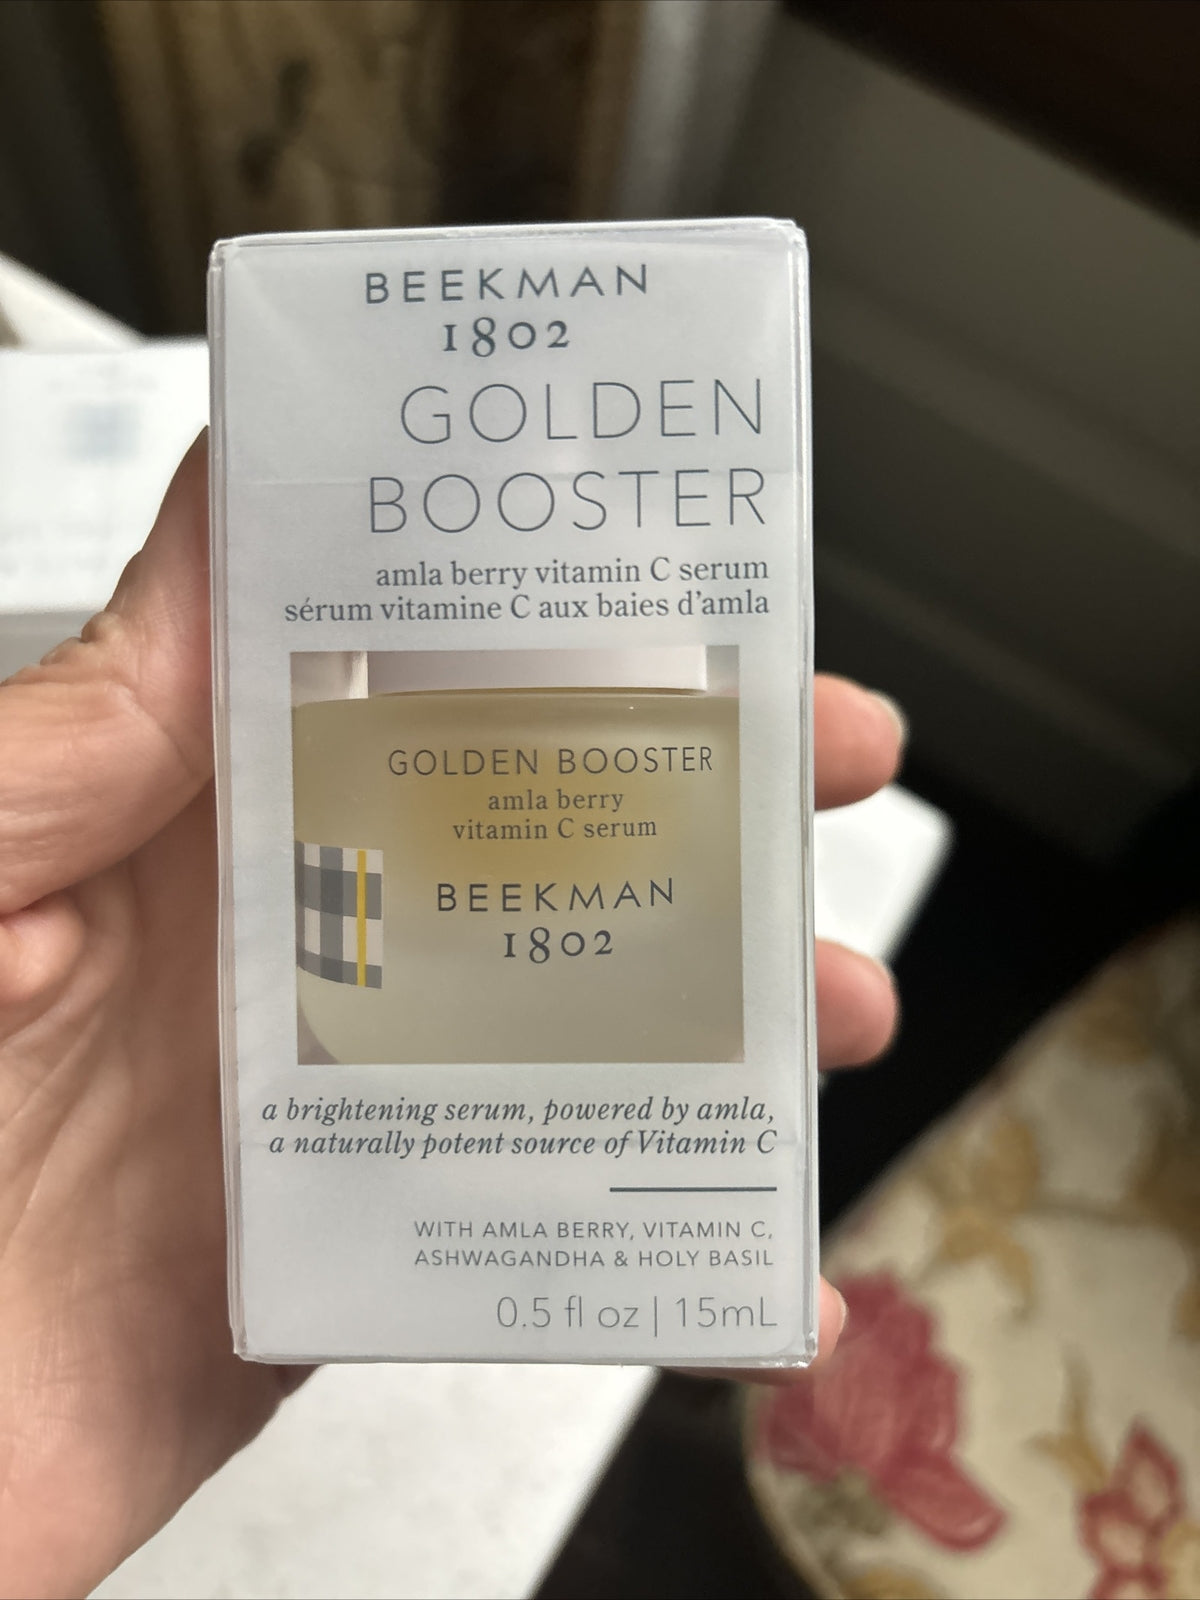 BEEKMAN
1802
GOLDEN
BOOSTER
amla berry vitamin C serum
sérum vitamine C aux baies d'amla
GOLDEN BOOSTER
amla berry
vitamin C serum
BEEKMAN
1802
a brightening serum, powered by amla,
a naturally potent source of Vitamin C
WITH AMLA BERRY, VITAMIN C,
ASHWAGANDHA & HOLY BASIL
0.5 fl oz | 15mL